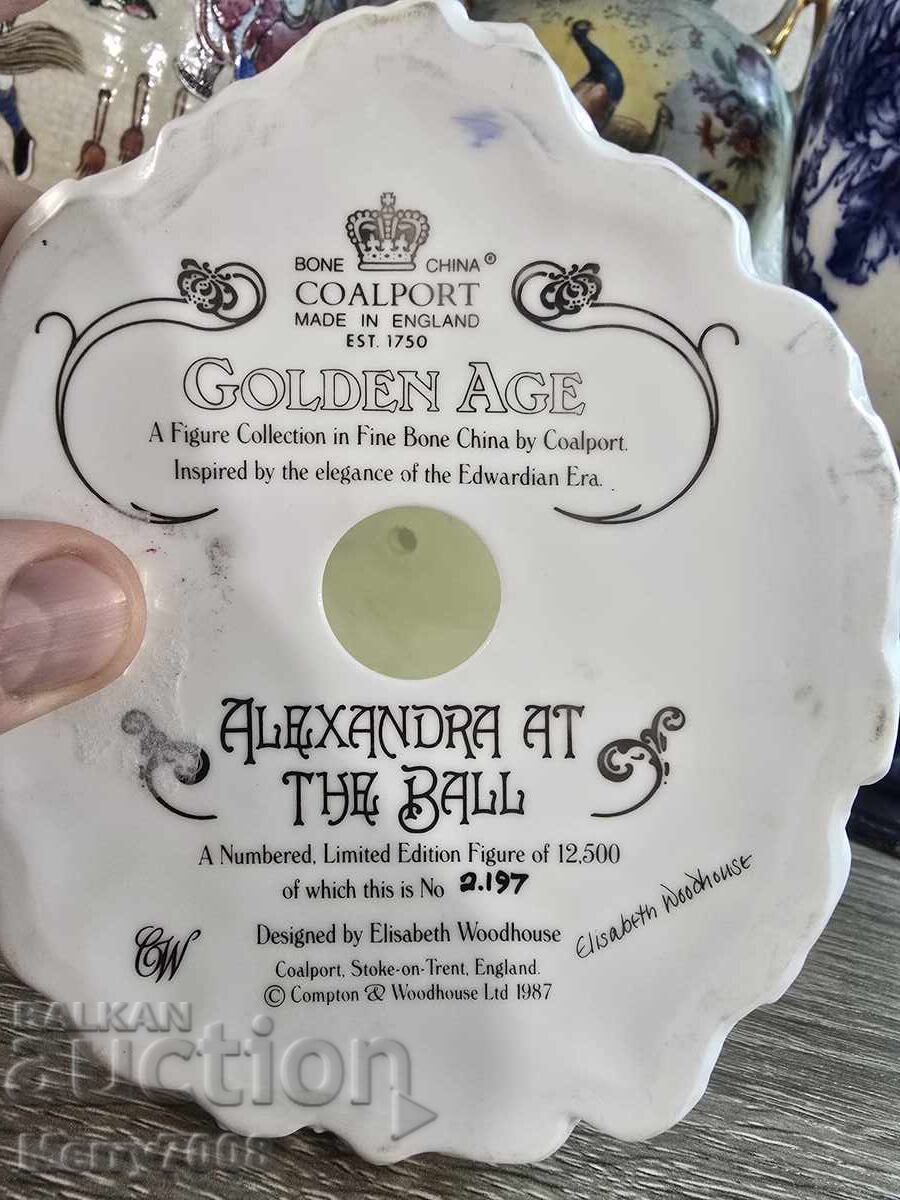 BONE CHINA®
COALPORT
MADE IN ENGLAND
EST. 1750
GOLDEN AGE
A Figure Collection in Fine Bone China by Coalport.
Inspired by the elegance of the Edwardian Era.
ALEXANDRA AT
THE BALL
A Numbered, Limited Edition Figure of 12,500
of which this is No 2.197
CW
Designed by Elisabeth Woodhouse
Elisabeth Woodhouse
Coalport, Stoke-on-Trent, England.
© Compton & Woodhouse Ltd 1987
BALKAN
auction
Kerry7008